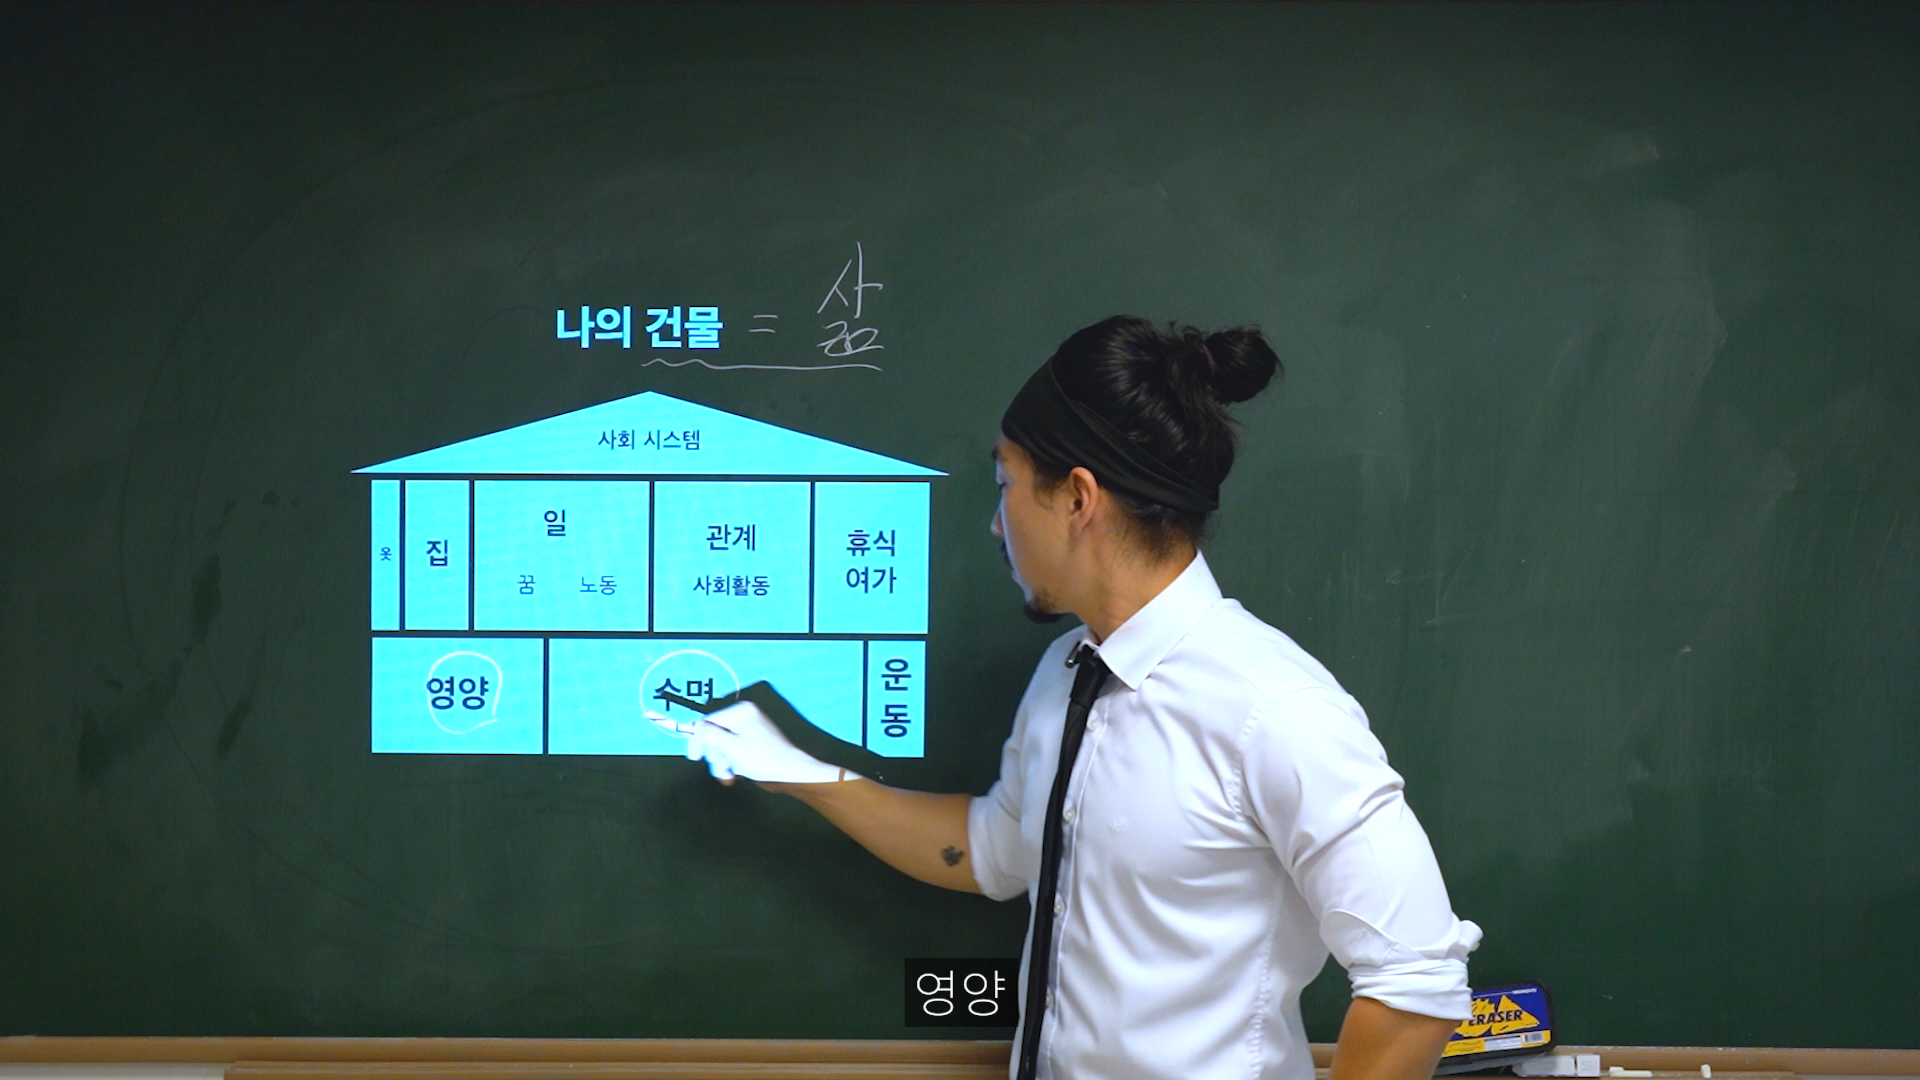 나의 건물 = 삶
사회 시스템
옷
집
일
꿈 노동
관계
사회활동
휴식
여가
영양
수면
운
동
영양
ERASER